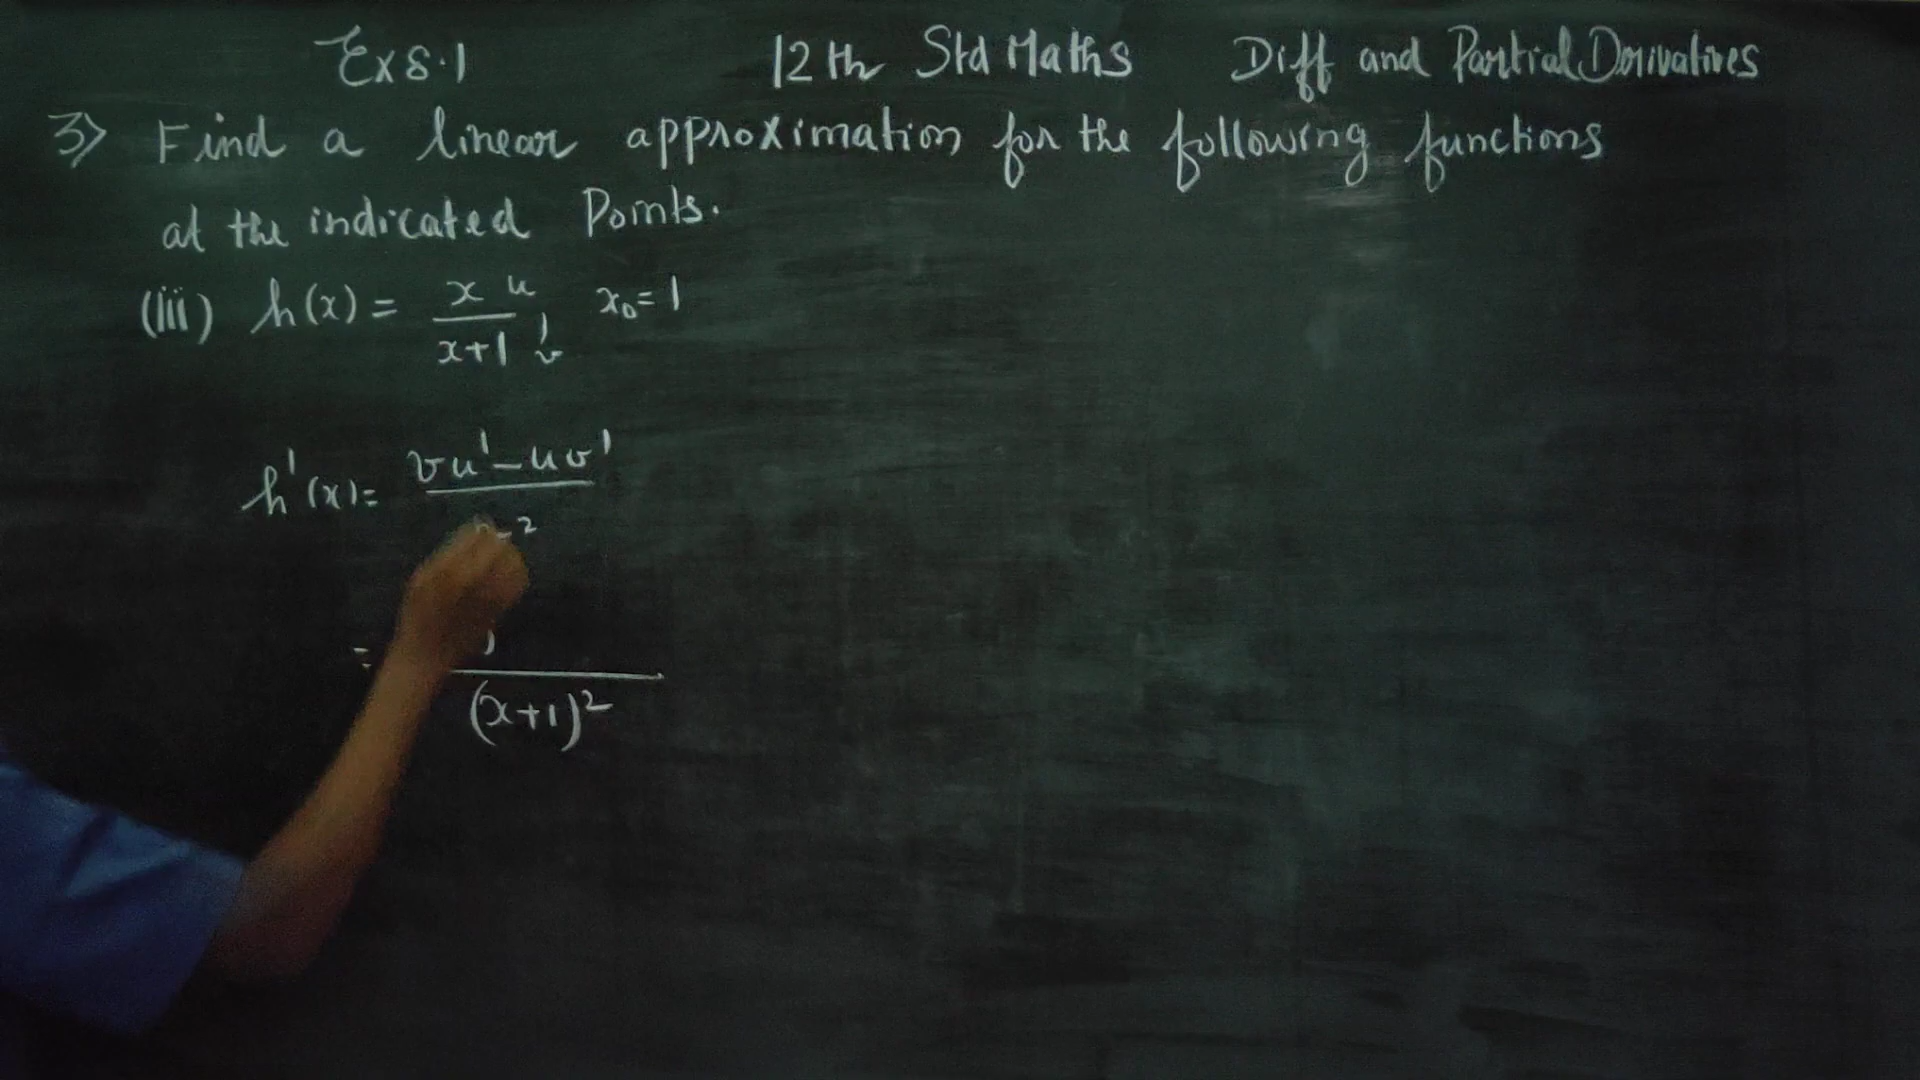 Ex 8.1 12th Std Maths Diff and Partial Derivatives
3) Find a linear approximation for the following functions
at the indicated Points.
(iii) h(x) = x/(x+1) u ; v x₀ = 1
h'(x) = (vu' - uv')/v²
= /(x+1)²